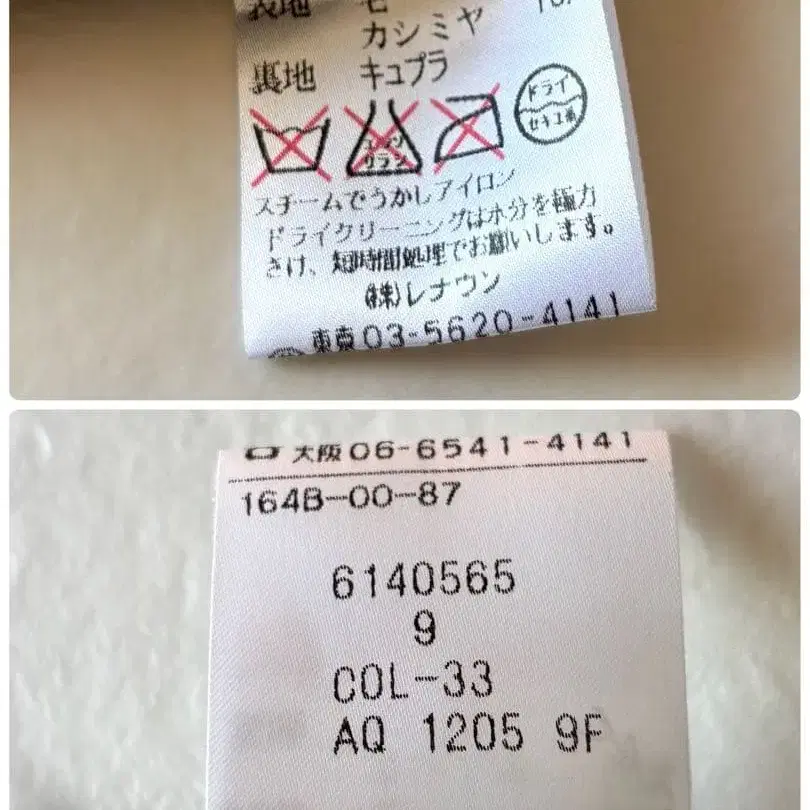 表地 毛
カシミヤ
裏地 キュプラ
エンソ
サラシ
ドライ
セキユ系
スチームでうかしアイロン
ドライクリーニングは水分を極力
さけ、短時間処理でお願いします。
(株)レナウン
東京03-5620-4141
大阪06-6541-4141
164B-00-87
6140565
9
COL-33
AQ 1205 9F